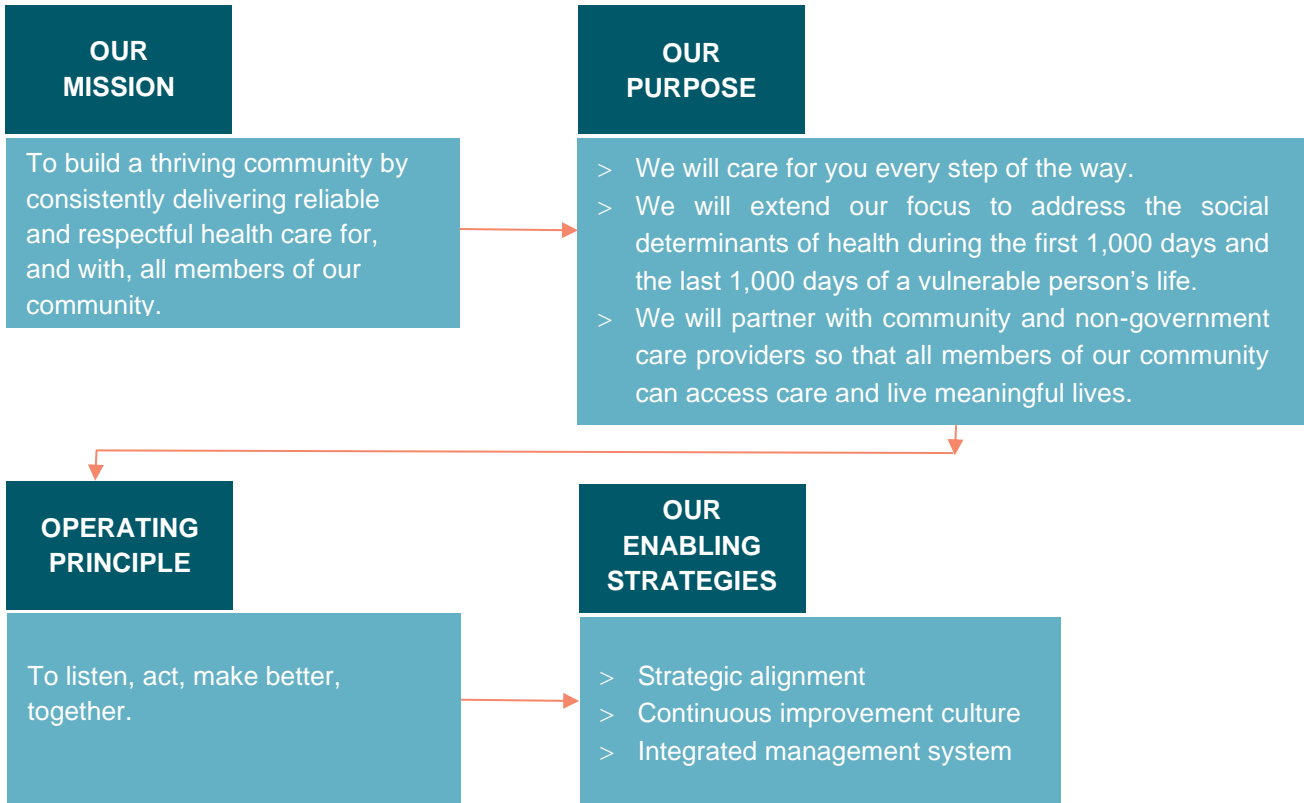 OUR
MISSION
To build a thriving community by
consistently delivering reliable
and respectful health care for,
and with, all members of our
community.
OUR
PURPOSE
> We will care for you every step of the way.
> We will extend our focus to address the social
determinants of health during the first 1,000 days and
the last 1,000 days of a vulnerable person’s life.
> We will partner with community and non-government
care providers so that all members of our community
can access care and live meaningful lives.
OPERATING
PRINCIPLE
To listen, act, make better,
together.
OUR
ENABLING
STRATEGIES
> Strategic alignment
> Continuous improvement culture
> Integrated management system